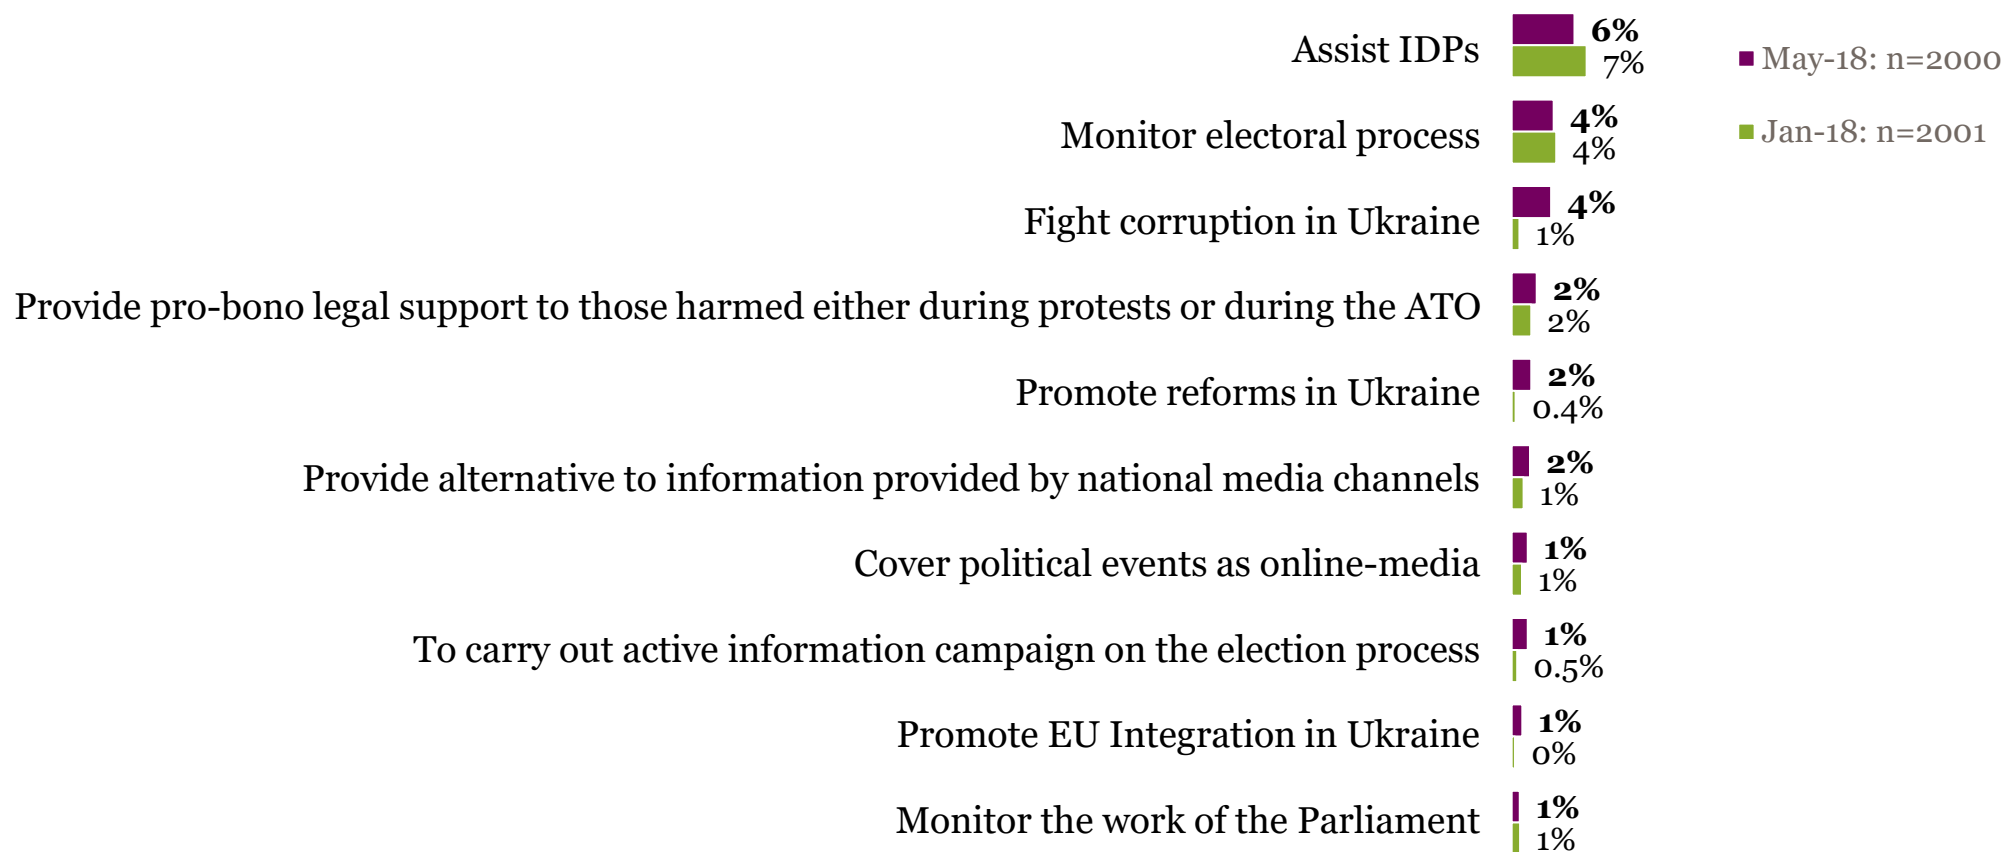 Assist IDPs
6%
7%
May-18: n=2000
Monitor electoral process
4%
4%
Jan-18: n=2001
Fight corruption in Ukraine
4%
1%
Provide pro-bono legal support to those harmed either during protests or during the ATO
2%
2%
Promote reforms in Ukraine
2%
0.4%
Provide alternative to information provided by national media channels
2%
1%
Cover political events as online-media
1%
1%
To carry out active information campaign on the election process
1%
0.5%
Promote EU Integration in Ukraine
1%
0%
Monitor the work of the Parliament
1%
1%